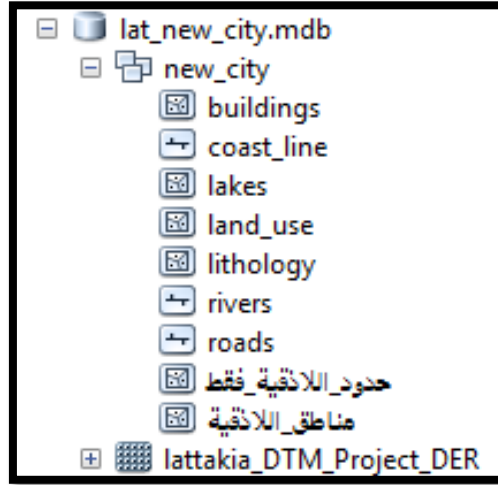 lat_new_city.mdb
new_city
buildings
coast_line
lakes
land_use
lithology
rivers
roads
حدود_اللاذقية_فقط
مناطق_اللاذقية
lattakia_DTM_Project_DER